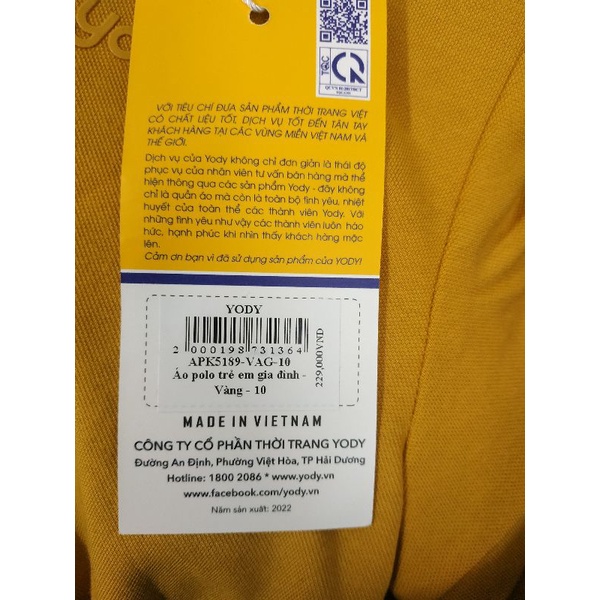 yo
TQC
VỚI TIÊU CHÍ ĐƯA SẢN PHẨM THỜI TRANG VIỆT
CÓ CHẤT LIỆU TỐT, DỊCH VỤ TỐT ĐẾN TẬN TAY
KHÁCH HÀNG TẠI CÁC VÙNG MIỀN VIỆT NAM VÀ
THẾ GIỚI.
Dịch vụ của Yody không chỉ đơn giản là thái độ
phục vụ của nhân viên tư vấn bán hàng mà thể
hiện thông qua các sản phẩm Yody - đây không
chỉ là quần áo mà còn là toàn bộ tình yêu, nhiệt
huyết của toàn thể các thành viên Yody. Với
những tình yêu như vậy các thành viên luôn háo
hức, hạnh phúc khi nhìn thấy khách hàng mặc
lên.
Cảm ơn bạn vì đã sử dụng sản phẩm của YODY!
YODY
2 000198 731364
APK5189-VAG-10
Áo polo trẻ em gia đình -
Vàng - 10
229,000VND
MADE IN VIETNAM
CÔNG TY CỔ PHẦN THỜI TRANG YODY
Đường An Định, Phường Việt Hòa, TP Hải Dương
Hotline: 1800 2086 * www.yody.vn
www.facebook.com/yody.vn
Năm sản xuất: 2022